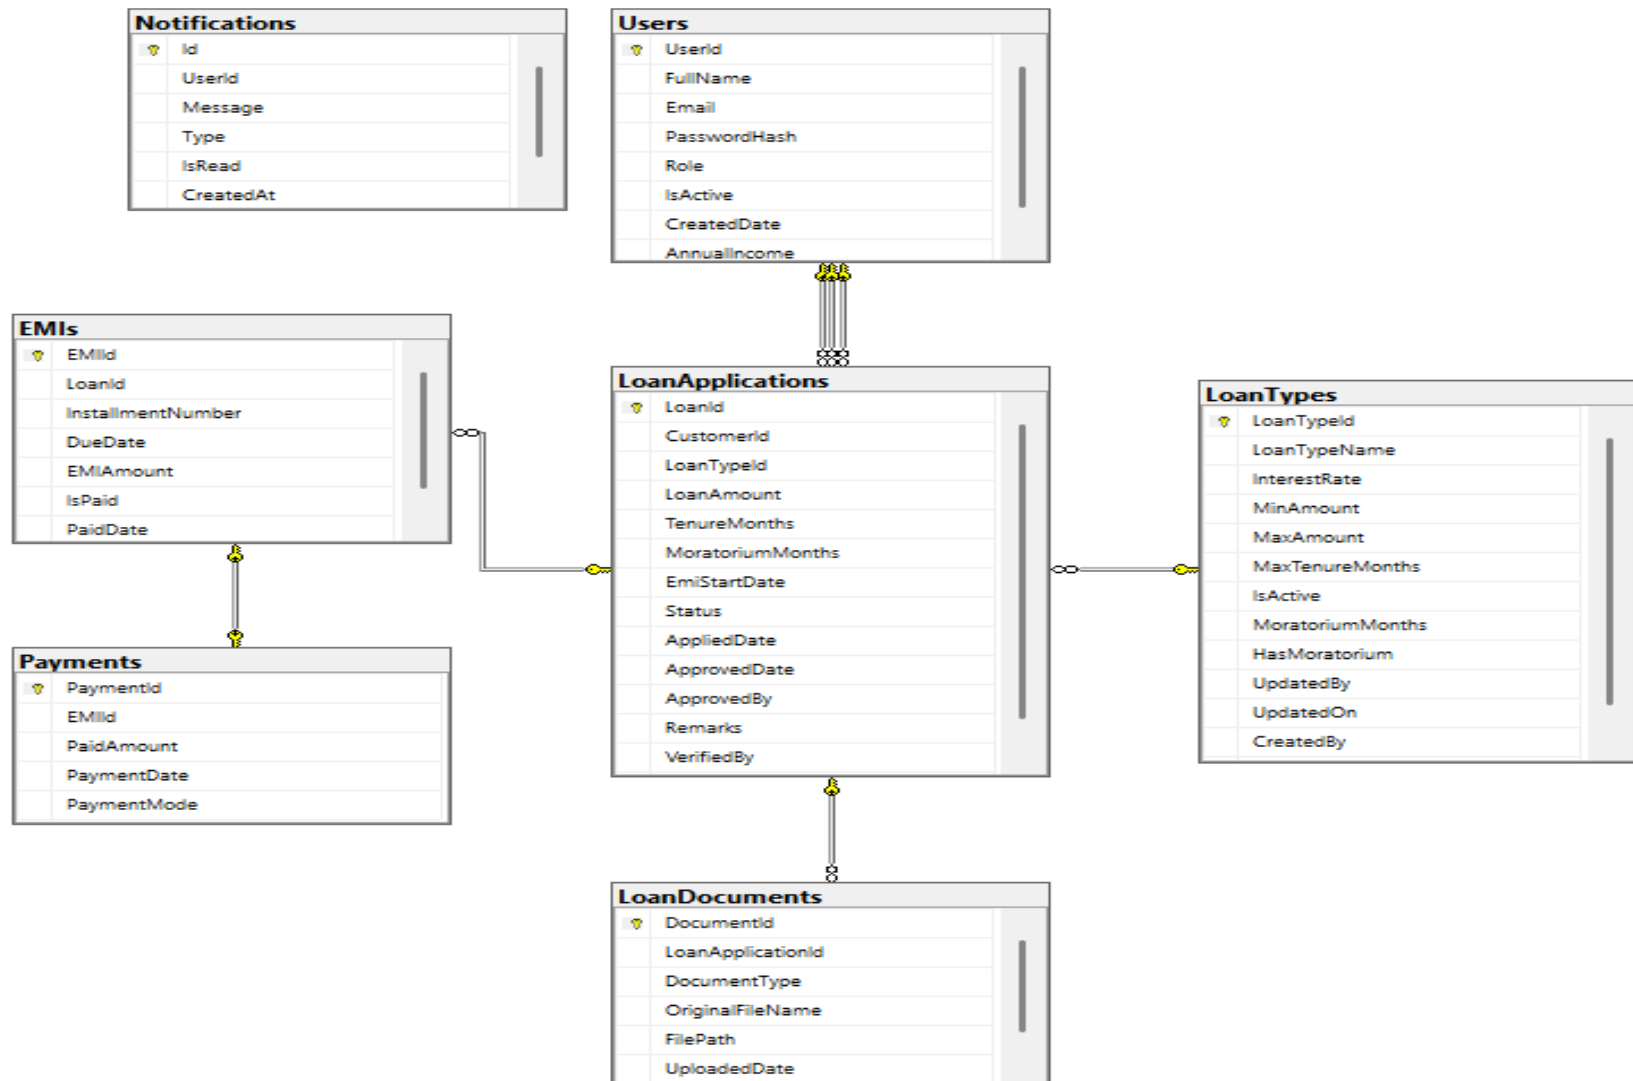 Notifications
Id
UserId
Message
Type
IsRead
CreatedAt
Users
UserId
FullName
Email
PasswordHash
Role
IsActive
CreatedDate
AnnualIncome
EMIs
EMIId
LoanId
InstallmentNumber
DueDate
EMIAmount
IsPaid
PaidDate
LoanApplications
LoanId
CustomerId
LoanTypeId
LoanAmount
TenureMonths
MoratoriumMonths
EmiStartDate
Status
AppliedDate
ApprovedDate
ApprovedBy
Remarks
VerifiedBy
LoanTypes
LoanTypeId
LoanTypeName
InterestRate
MinAmount
MaxAmount
MaxTenureMonths
IsActive
MoratoriumMonths
HasMoratorium
UpdatedBy
UpdatedOn
CreatedBy
Payments
PaymentId
EMIId
PaidAmount
PaymentDate
PaymentMode
LoanDocuments
DocumentId
LoanApplicationId
DocumentType
OriginalFileName
FilePath
UploadedDate